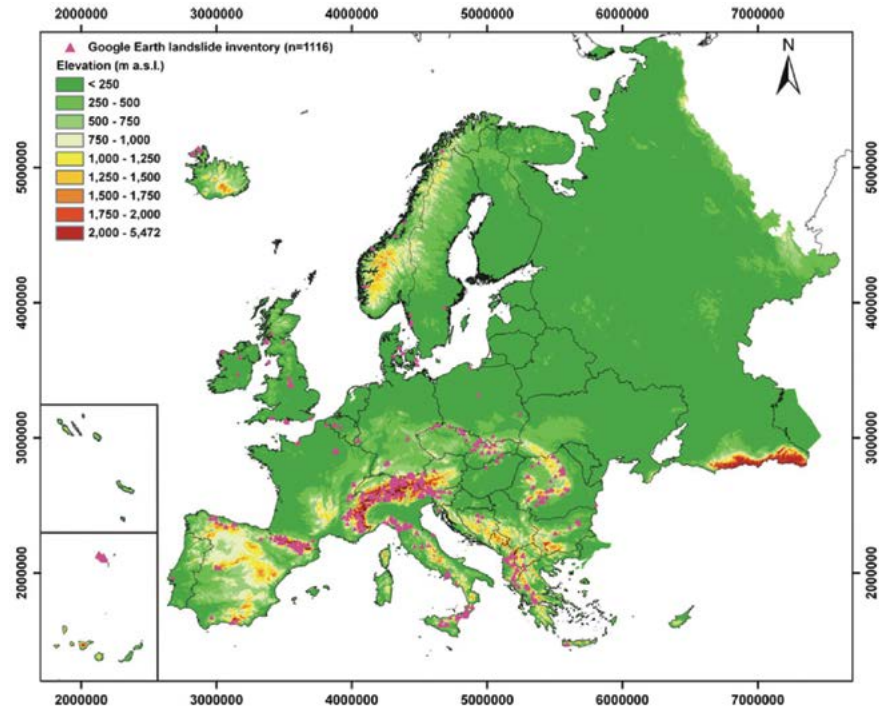 2000000 3000000 4000000 5000000 6000000 7000000
Google Earth landslide inventory (n=1116)
Elevation (m a.s.l.)
< 250
250 - 500
500 - 750
750 - 1,000
1,000 - 1,250
1,250 - 1,500
1,500 - 1,750
1,750 - 2,000
2,000 - 5,472
N
5000000
4000000
3000000
2000000
5000000
4000000
3000000
2000000
2000000 3000000 4000000 5000000 6000000 7000000